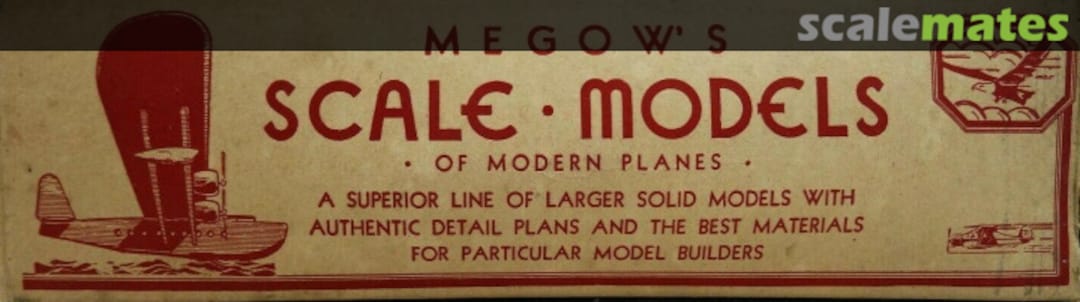 scalemates
MEGOW'S
SCALE · MODELS
· OF MODERN PLANES ·
A SUPERIOR LINE OF LARGER SOLID MODELS WITH
AUTHENTIC DETAIL PLANS AND THE BEST MATERIALS
FOR PARTICULAR MODEL BUILDERS